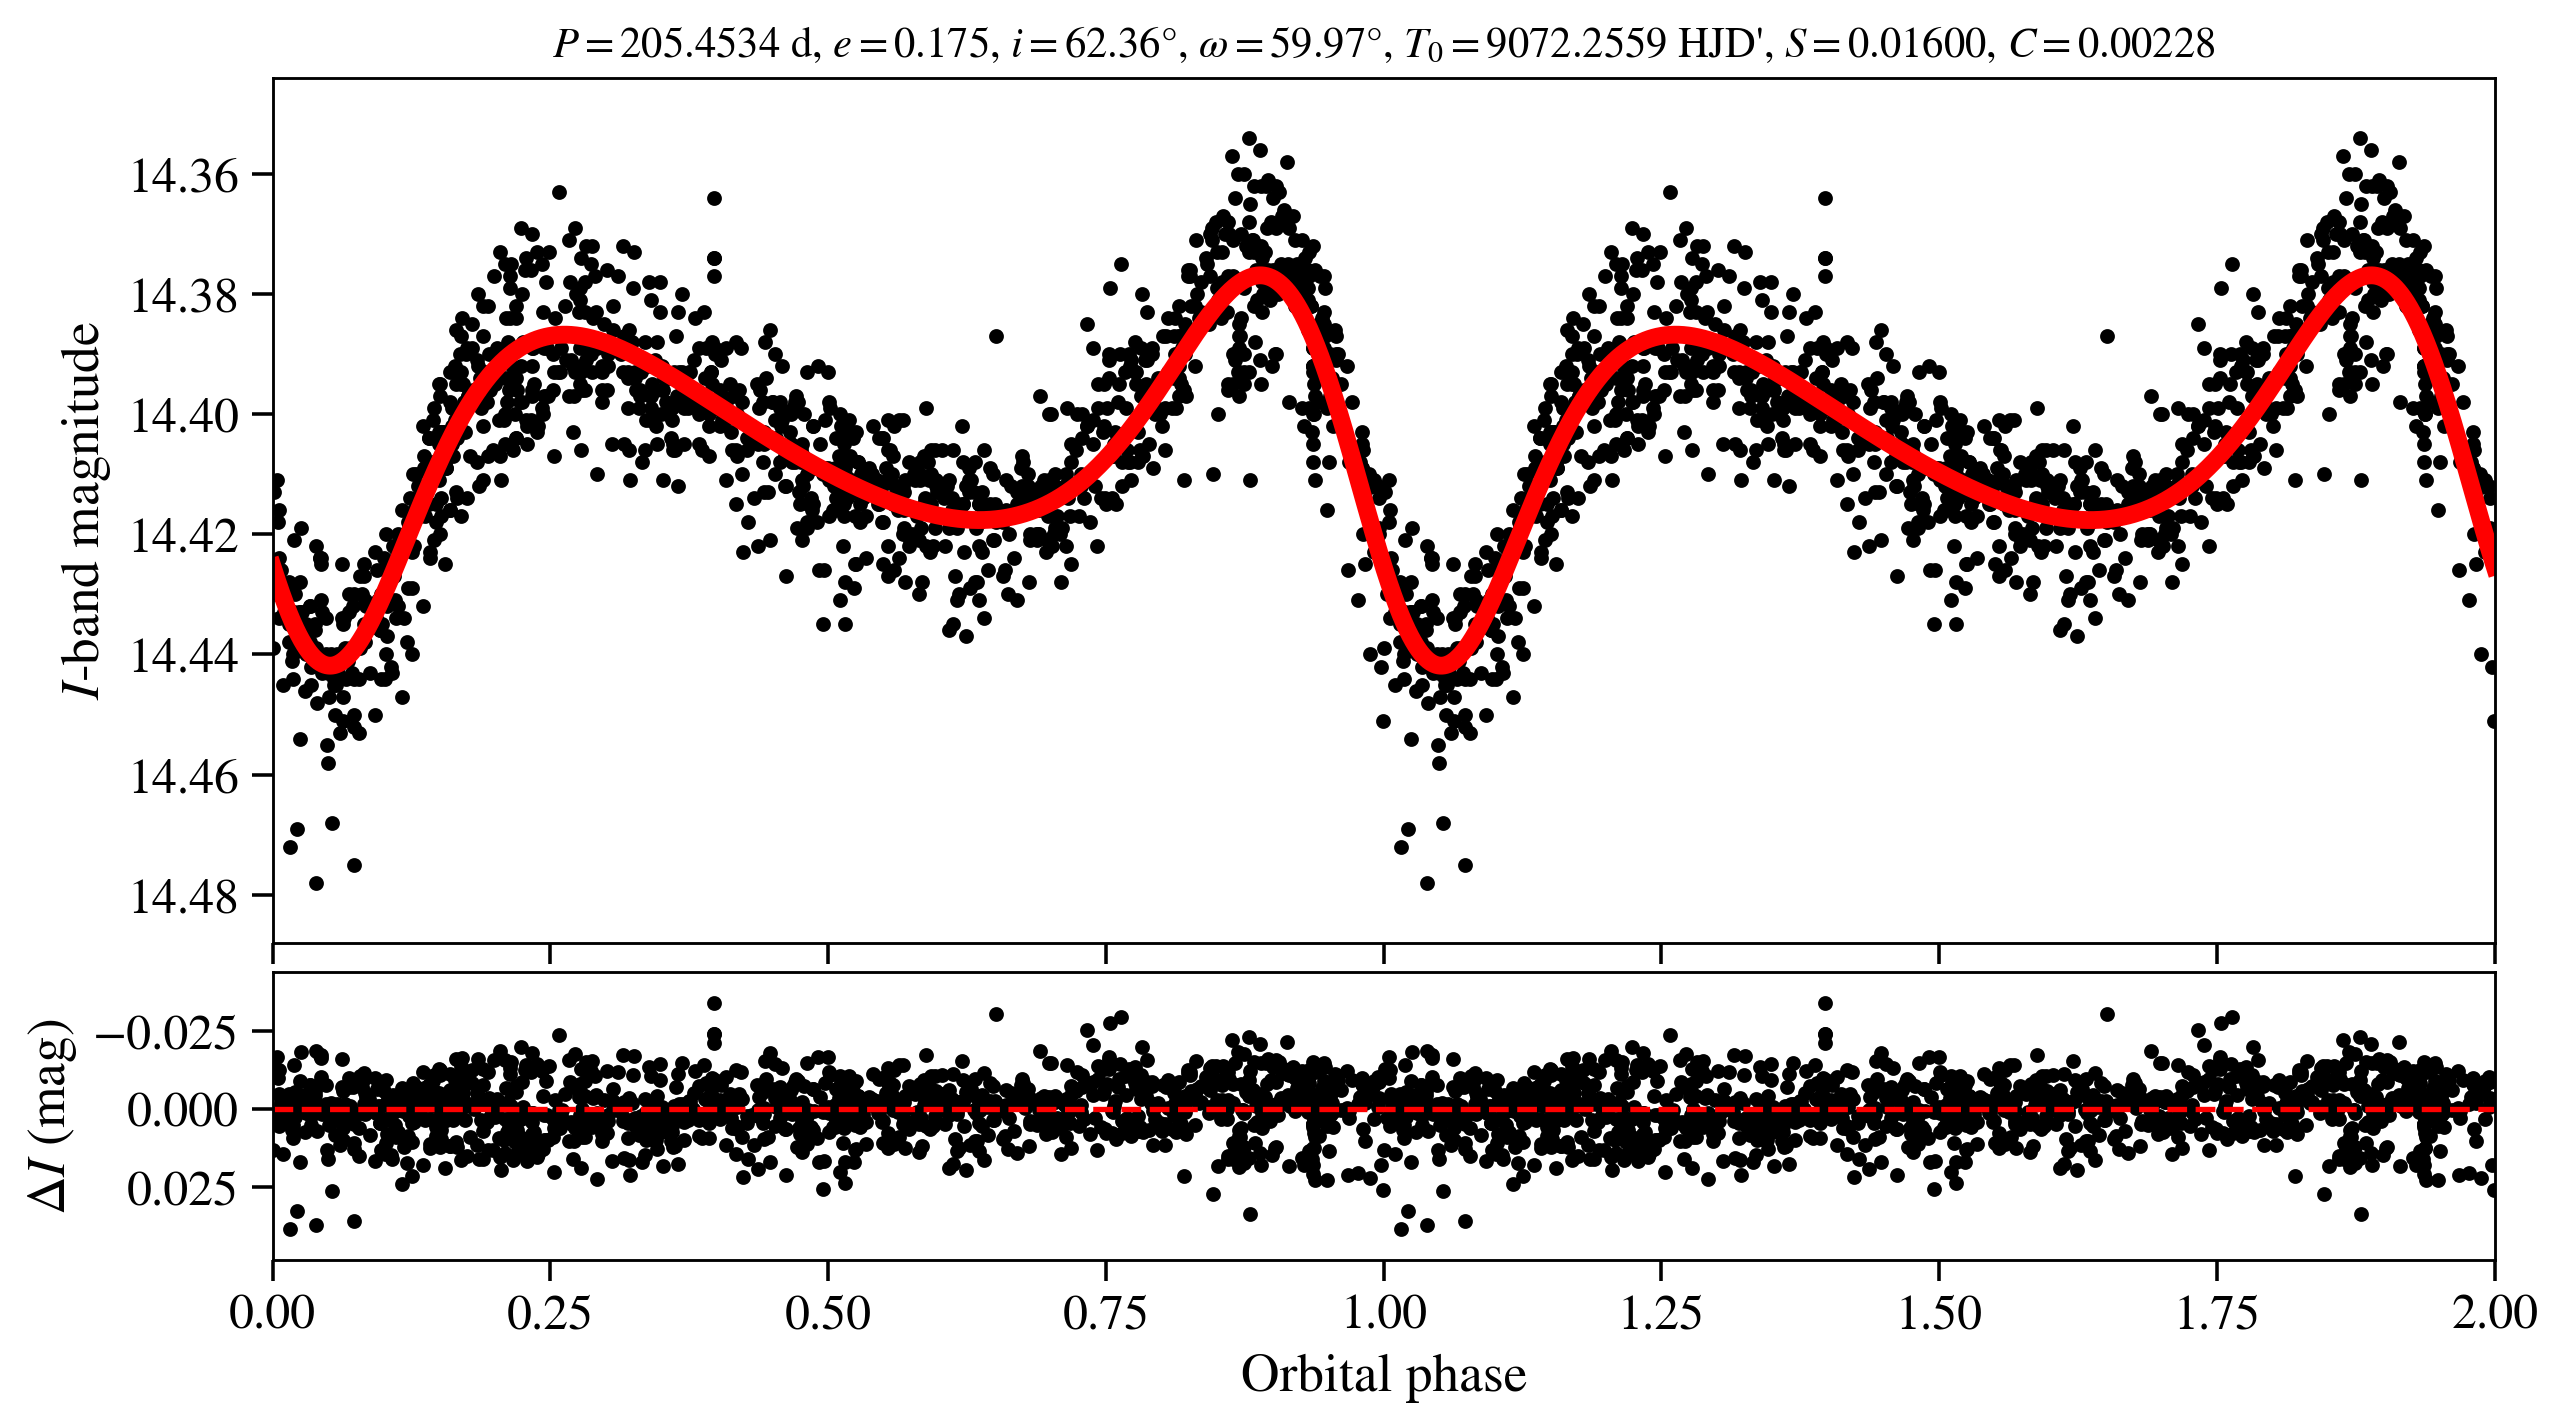 P = 205.4534 d, e = 0.175, i = 62.36°, ω = 59.97°, T₀ = 9072.2559 HJD', S = 0.01600, C = 0.00228
I-band magnitude
14.36
14.38
14.40
14.42
14.44
14.46
14.48
ΔI (mag)
−0.025
0.000
0.025
0.00 0.25 0.50 0.75 1.00 1.25 1.50 1.75 2.00
Orbital phase